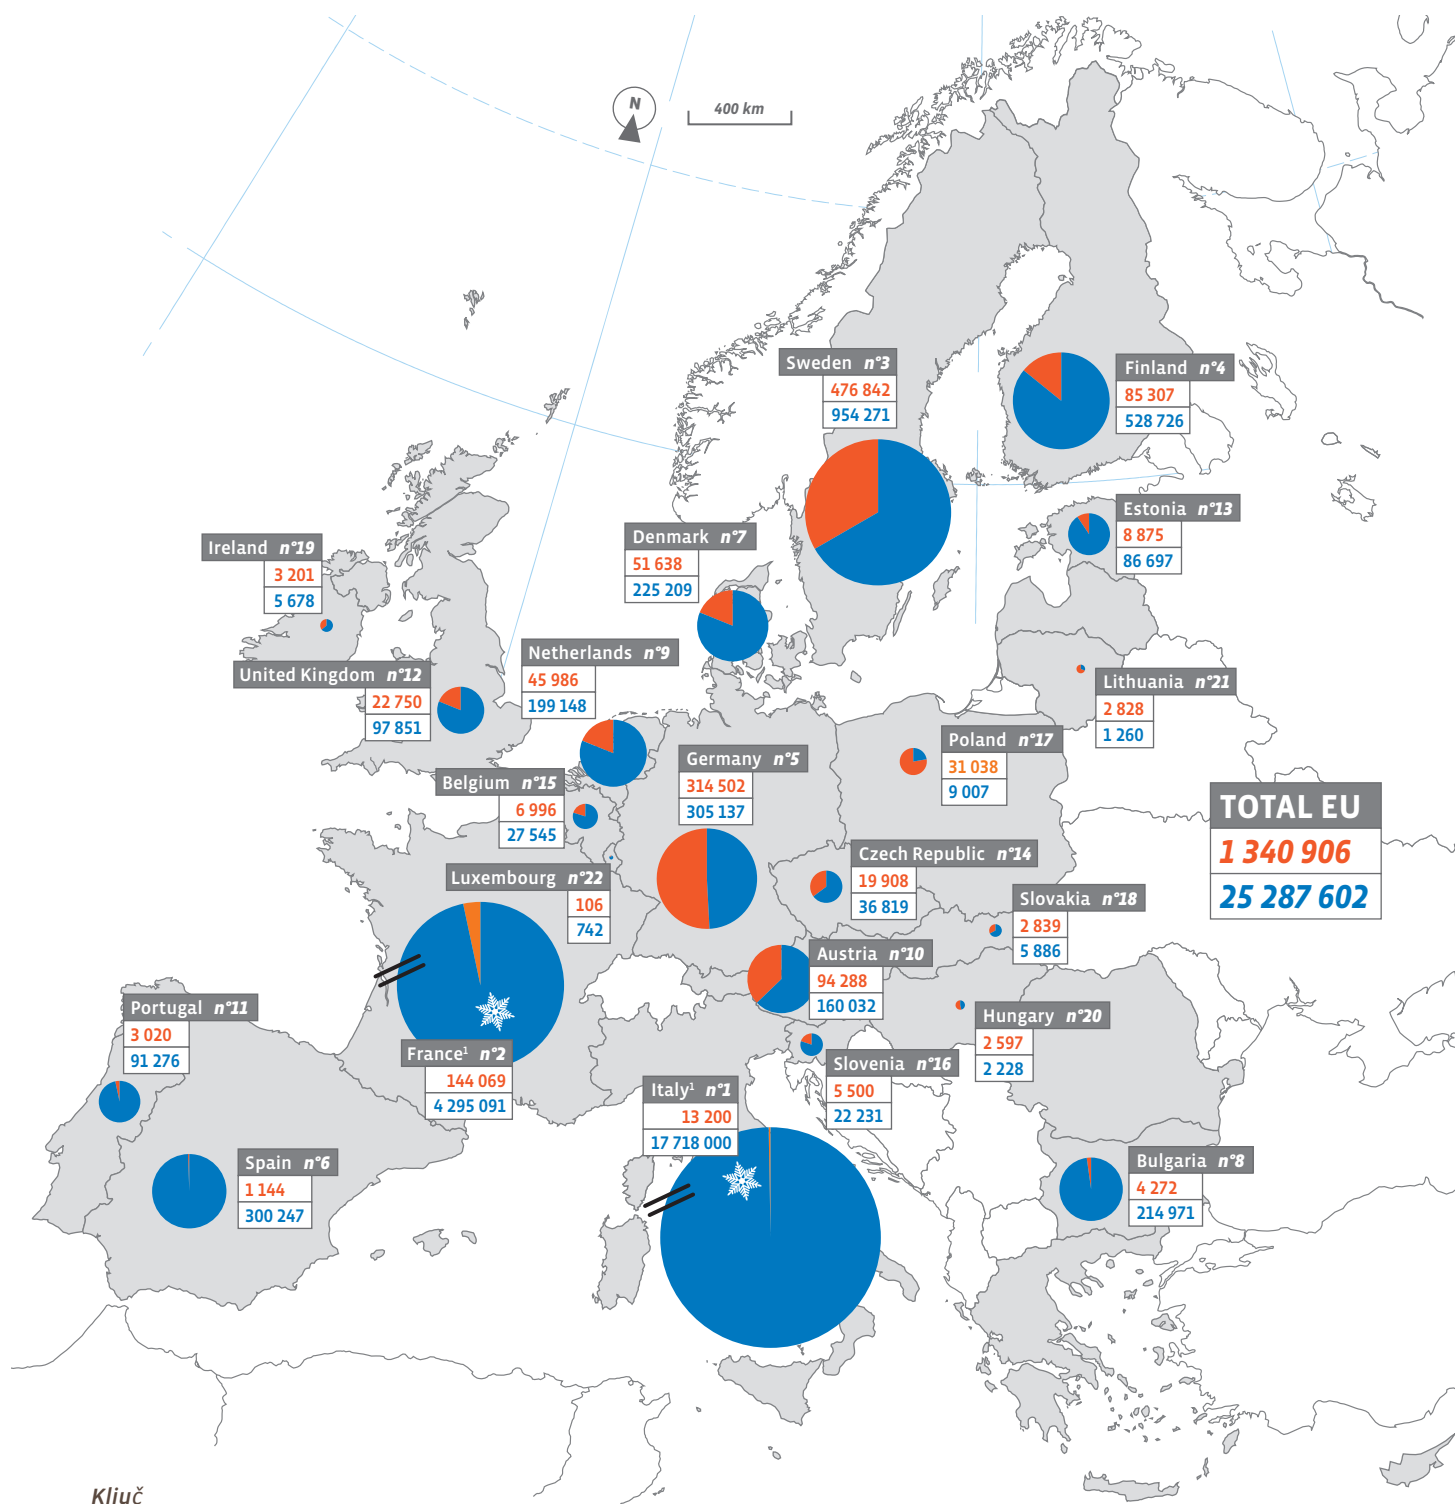 N
400 km
Sweden n°3
476 842
954 271
Finland n°4
85 307
528 726
Estonia n°13
8 875
86 697
Ireland n°19
3 201
5 678
Denmark n°7
51 638
225 209
United Kingdom n°12
22 750
97 851
Netherlands n°9
45 986
199 148
Lithuania n°21
2 828
1 260
Poland n°17
31 038
9 007
Germany n°5
314 502
305 137
Belgium n°15
6 996
27 545
TOTAL EU
1 340 906
25 287 602
Czech Republic n°14
19 908
36 819
Luxembourg n°22
106
742
Slovakia n°18
2 839
5 886
Austria n°10
94 288
160 032
Portugal n°11
3 020
91 276
Hungary n°20
2 597
2 228
France¹ n°2
144 069
4 295 091
Slovenia n°16
5 500
22 231
Italy¹ n°1
13 200
17 718 000
Spain n°6
1 144
300 247
Bulgaria n°8
4 272
214 971
Ključ